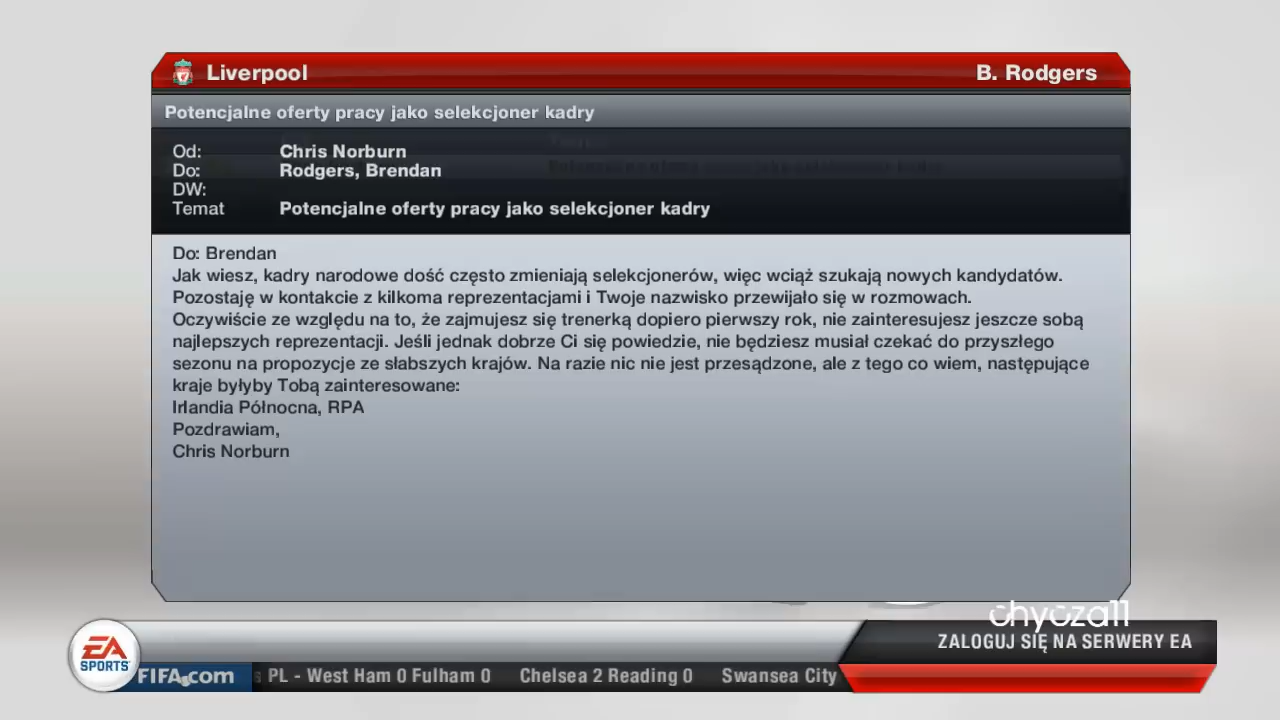 Liverpool B. Rodgers
Potencjalne oferty pracy jako selekcjoner kadry
Od: Chris Norburn
Do: Rodgers, Brendan
DW:
Temat Potencjalne oferty pracy jako selekcjoner kadry
Do: Brendan
Jak wiesz, kadry narodowe dość często zmieniają selekcjonerów, więc wciąż szukają nowych kandydatów.
Pozostaję w kontakcie z kilkoma reprezentacjami i Twoje nazwisko przewijało się w rozmowach.
Oczywiście ze względu na to, że zajmujesz się trenerką dopiero pierwszy rok, nie zainteresujesz jeszcze sobą
najlepszych reprezentacji. Jeśli jednak dobrze Ci się powiedzie, nie będziesz musiał czekać do przyszłego
sezonu na propozycje ze słabszych krajów. Na razie nic nie jest przesądzone, ale z tego co wiem, następujące
kraje byłyby Tobą zainteresowane:
Irlandia Północna, RPA
Pozdrawiam,
Chris Norburn
chycza11
ZALOGUJ SIĘ NA SERWERY EA
EA SPORTS
FIFA.com s PL - West Ham 0 Fulham 0 Chelsea 2 Reading 0 Swansea City